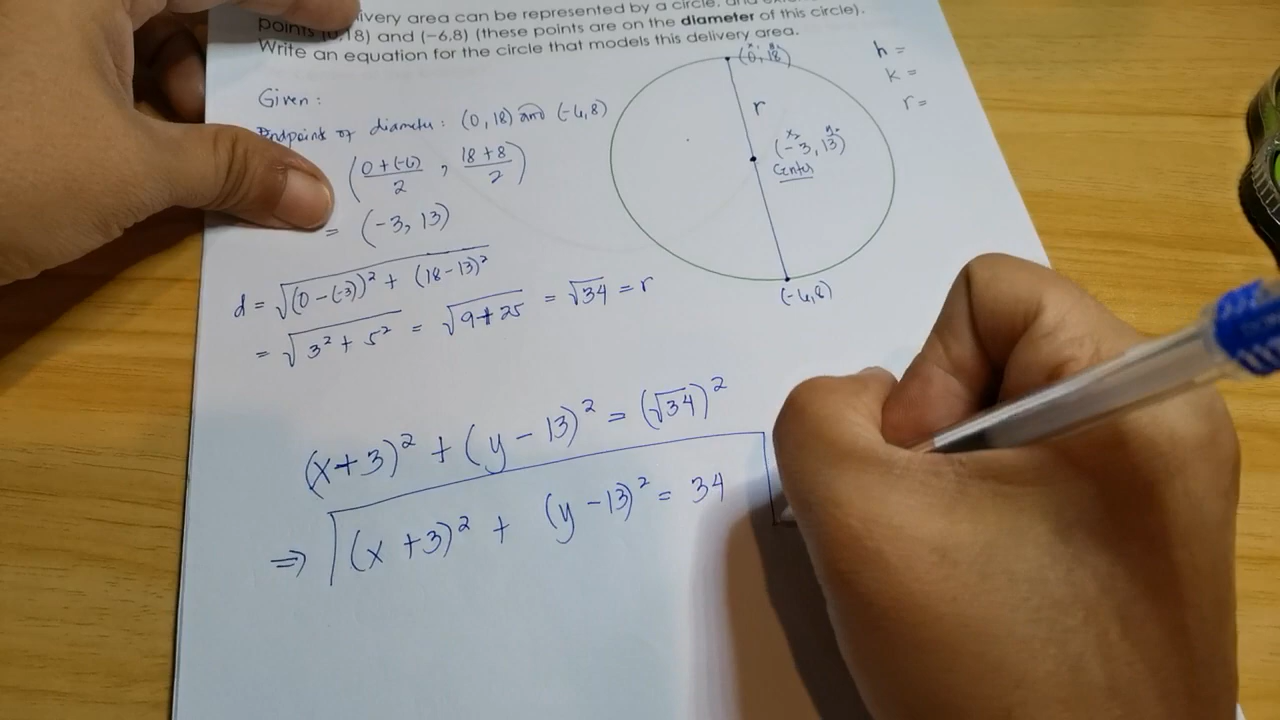 ivery area can be represented by a circle, and
points (0,18) and (−6,8) (these points are on the diameter of this circle).
Write an equation for the circle that models this delivery area.
Given :
Endpoints of diameter : (0, 18) and (-6, 8)
(0 + (-6)/2 , 18 + 8/2)
= (-3, 13)
d = √(0 - (-3))² + (18 - 13)²
= √3² + 5² = √9 + 25 = √34 = r
(x + 3)² + (y - 13)² = (√34)²
⇒ (x + 3)² + (y - 13)² = 34
(0, 18)
r
(-3, 13)
Center
(-6, 8)
h =
k =
r =